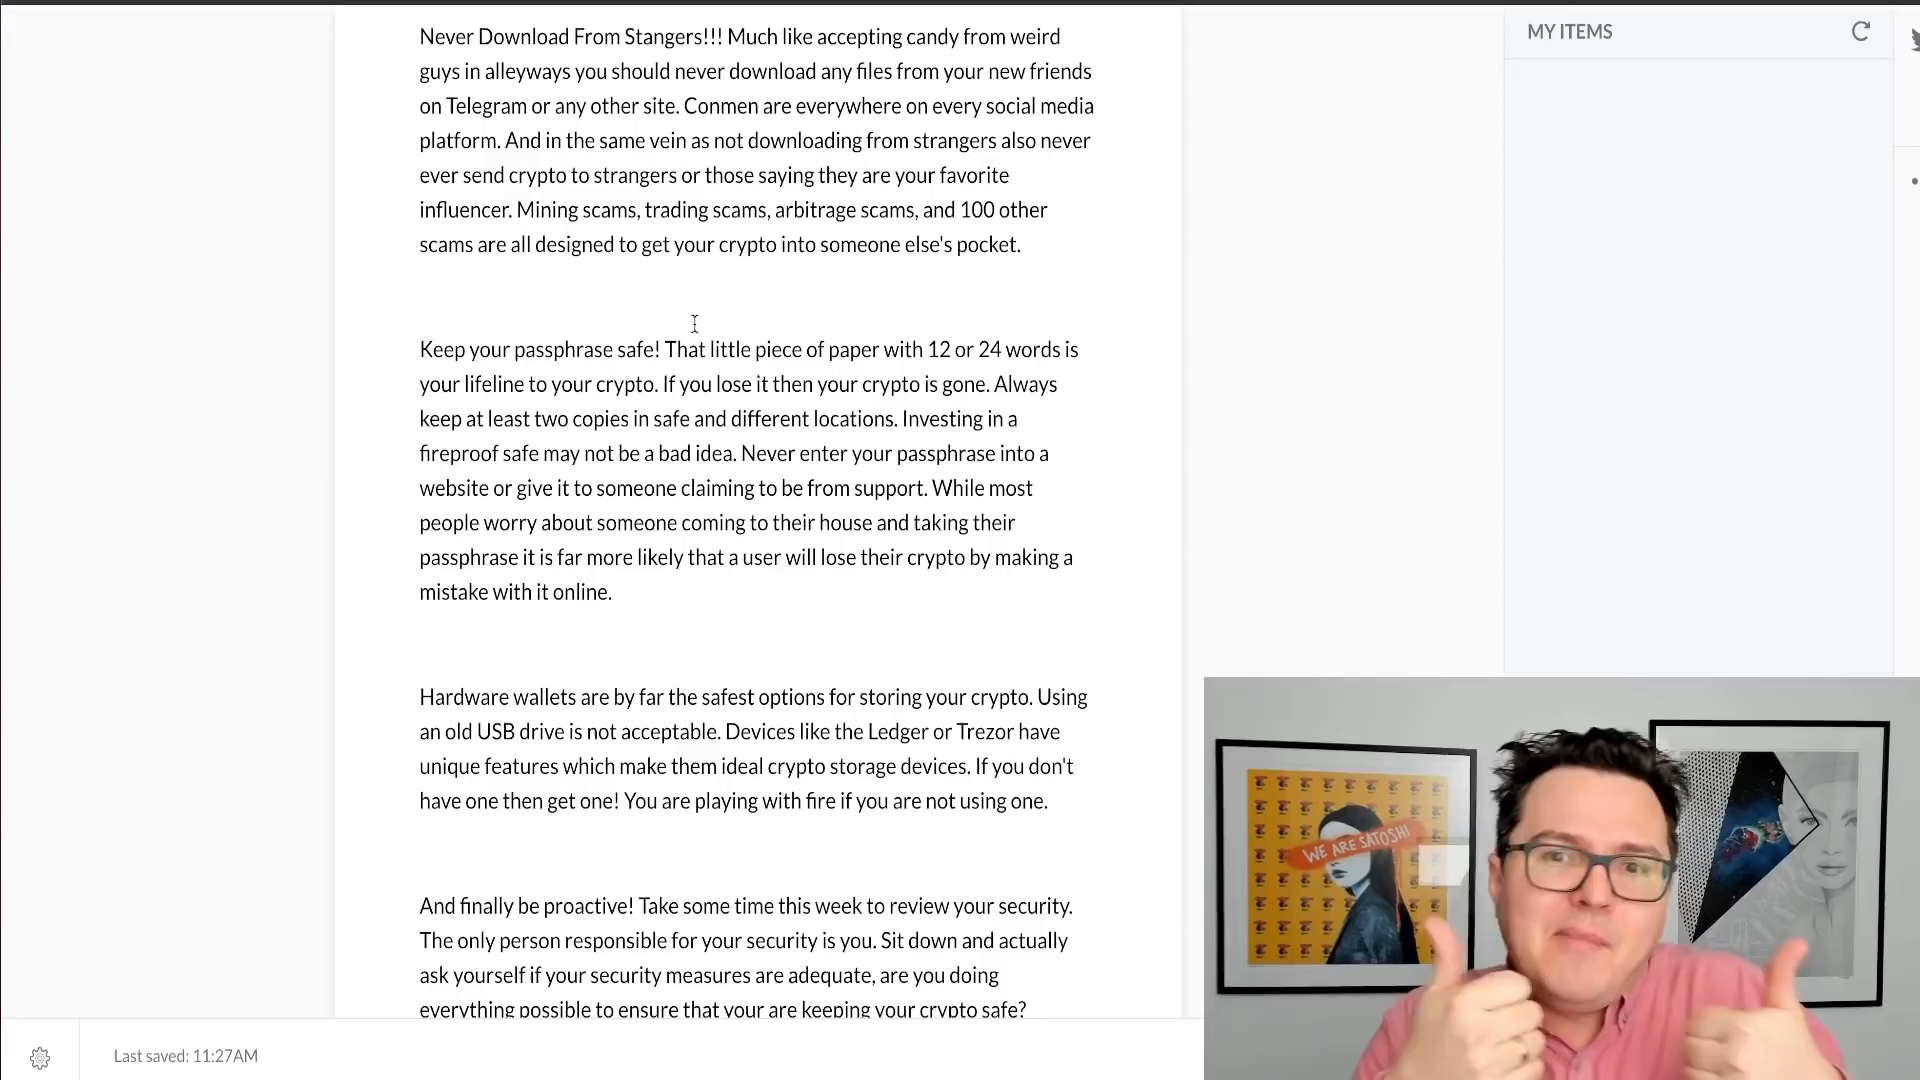 Never Download From Stangers!!! Much like accepting candy from weird
guys in alleyways you should never download any files from your new friends
on Telegram or any other site. Conmen are everywhere on every social media
platform. And in the same vein as not downloading from strangers also never
ever send crypto to strangers or those saying they are your favorite
influencer. Mining scams, trading scams, arbitrage scams, and 100 other
scams are all designed to get your crypto into someone else's pocket.
Keep your passphrase safe! That little piece of paper with 12 or 24 words is
your lifeline to your crypto. If you lose it then your crypto is gone. Always
keep at least two copies in safe and different locations. Investing in a
fireproof safe may not be a bad idea. Never enter your passphrase into a
website or give it to someone claiming to be from support. While most
people worry about someone coming to their house and taking their
passphrase it is far more likely that a user will lose their crypto by making a
mistake with it online.
Hardware wallets are by far the safest options for storing your crypto. Using
an old USB drive is not acceptable. Devices like the Ledger or Trezor have
unique features which make them ideal crypto storage devices. If you don't
have one then get one! You are playing with fire if you are not using one.
And finally be proactive! Take some time this week to review your security.
The only person responsible for your security is you. Sit down and actually
ask yourself if your security measures are adequate, are you doing
everything possible to ensure that your are keeping your crypto safe?
MY ITEMS
WE ARE SATOSHI
Last saved: 11:27AM